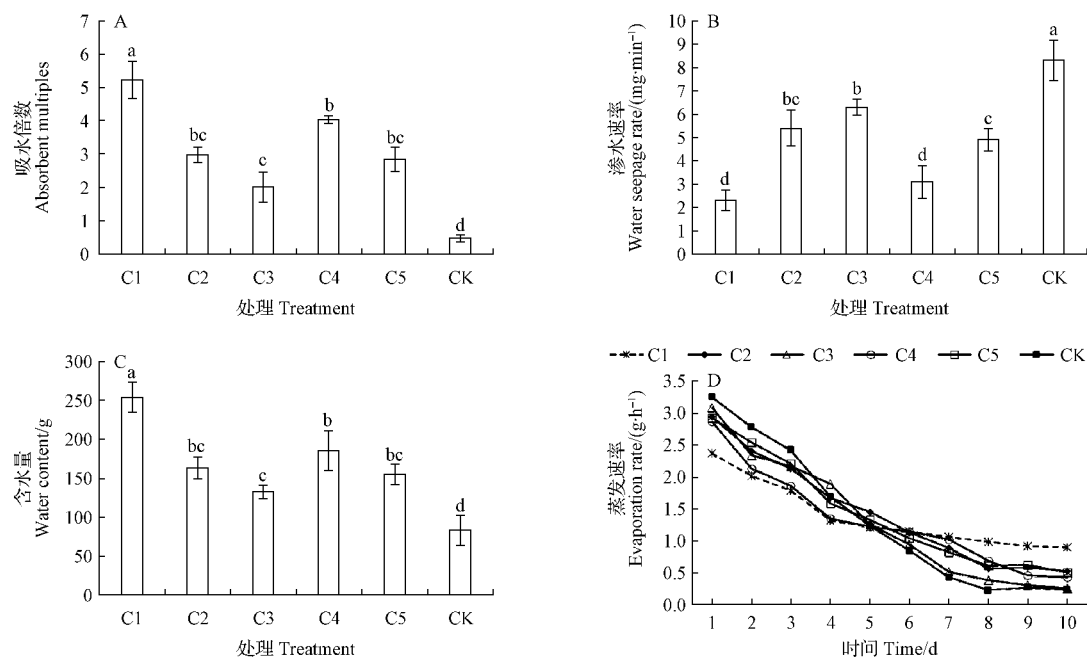 A
7
6
5
4
3
2
1
0
吸水倍数
Absorbent multiples
a
bc
c
b
bc
d
C1 C2 C3 C4 C5 CK
处理 Treatment
B
10
9
8
7
6
5
4
3
2
1
0
渗水速率
Water seepage rate/(mg·min⁻¹)
d
bc
b
d
c
a
C1 C2 C3 C4 C5 CK
处理 Treatment
C
300
250
200
150
100
50
0
含水量
Water content/g
a
bc
c
b
bc
d
C1 C2 C3 C4 C5 CK
处理 Treatment
C1 C2 C3 C4 C5 CK
D
3.5
3.0
2.5
2.0
1.5
1.0
0.5
0.0
蒸发速率
Evaporation rate/(g·h⁻¹)
1 2 3 4 5 6 7 8 9 10
时间 Time/d